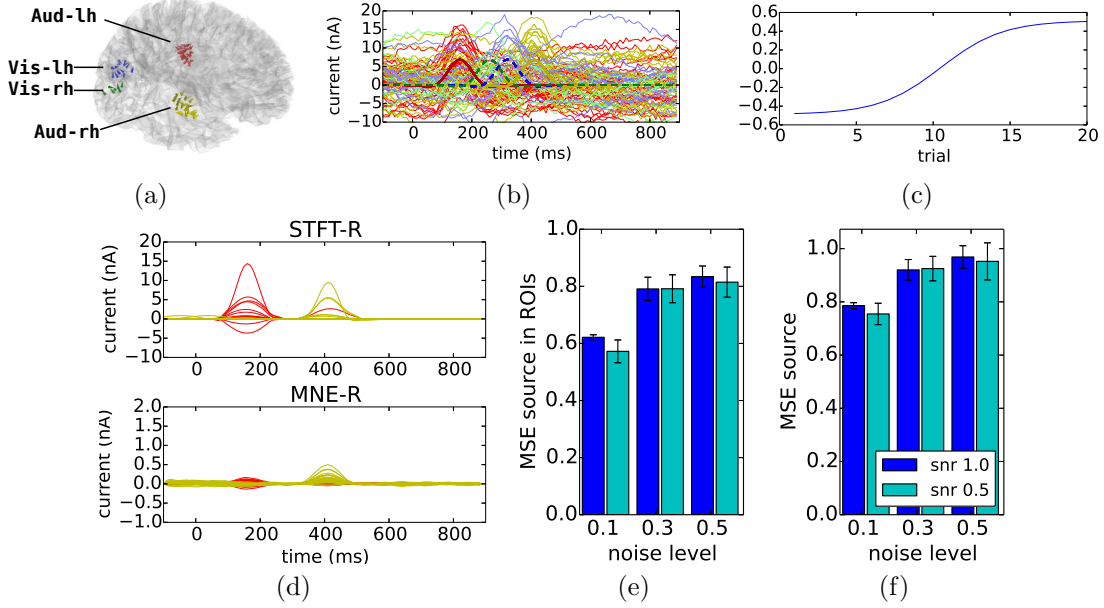 Aud-lh
Vis-lh
Vis-rh
Aud-rh
(a)
current (nA)
20
15
10
5
0
−5
−10
0 200 400 600 800
time (ms)
(b)
0.6
0.4
0.2
0.0
−0.2
−0.4
−0.6
0 5 10 15 20
trial
(c)
STFT-R
current (nA)
20
15
10
5
0
−5
−10
0 200 400 600 800
MNE-R
current (nA)
2.0
1.5
1.0
0.5
0.0
−0.5
−1.0
0 200 400 600 800
time (ms)
(d)
MSE source in ROIs
1.0
0.8
0.6
0.4
0.2
0.0
0.1 0.3 0.5
noise level
(e)
MSE source
1.0
0.8
0.6
0.4
0.2
0.0
snr 1.0
snr 0.5
0.1 0.3 0.5
noise level
(f)